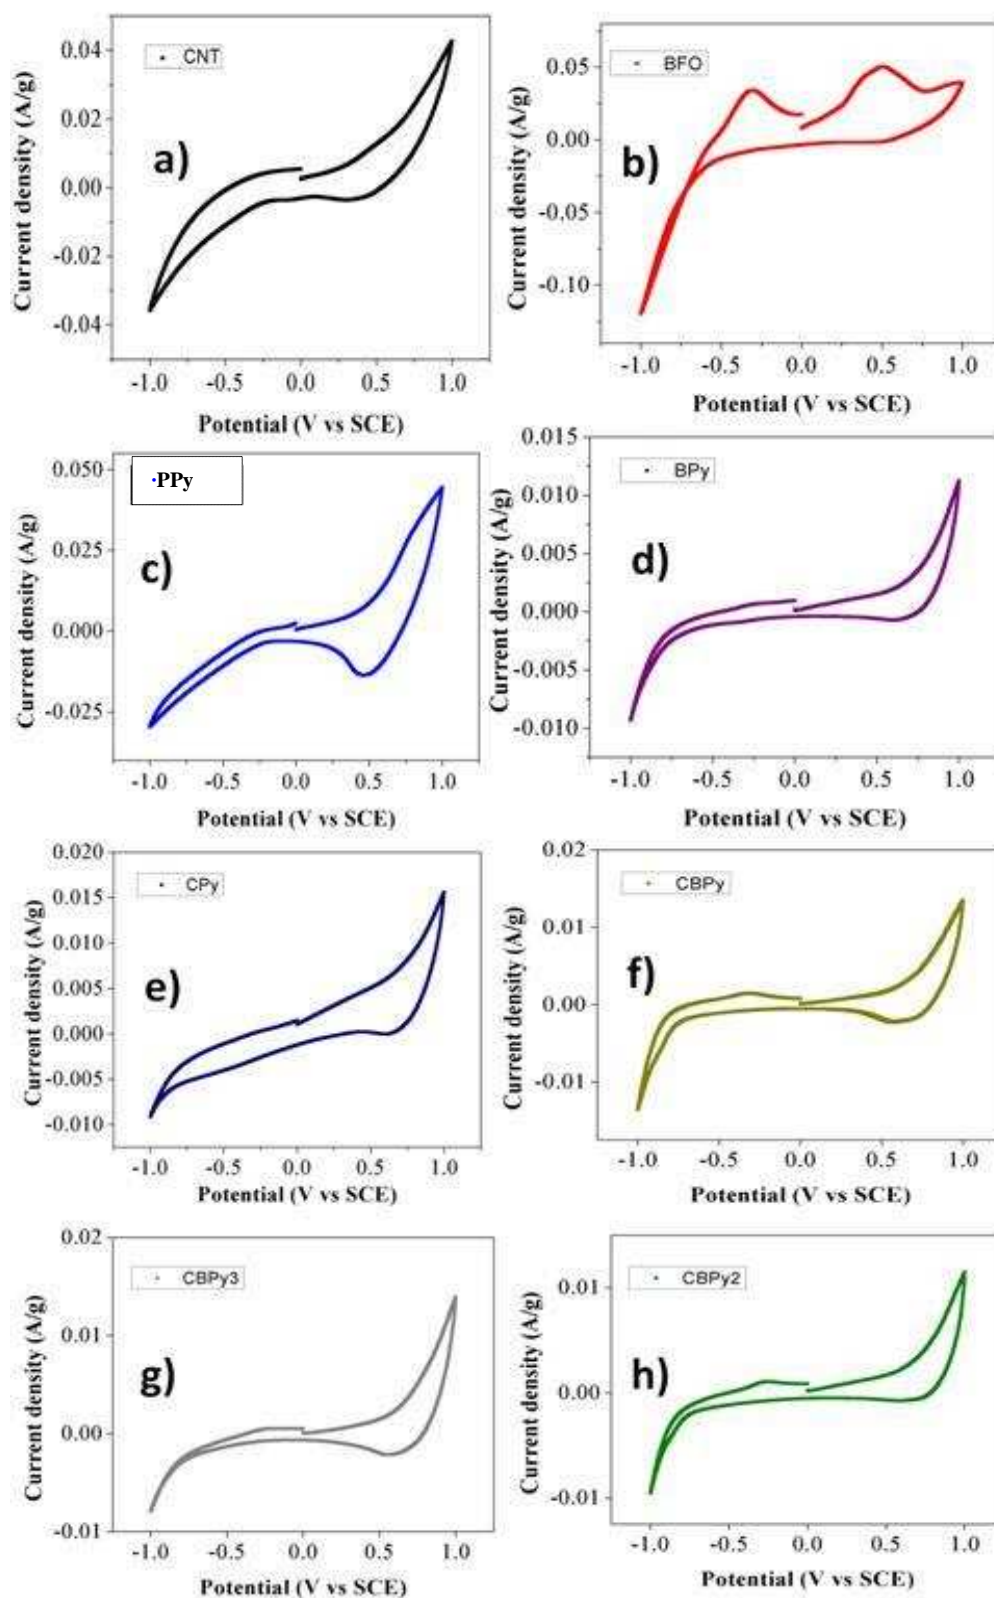 CNT
a)
Current density (A/g)
0.04
0.02
0.00
-0.02
-0.04
-1.0 -0.5 0.0 0.5 1.0
Potential (V vs SCE)
BFO
b)
Current density (A/g)
0.05
0.00
-0,05
-0.10
-1.0 -0.5 0.0 0.5 1.0
Potential (V vs SCE)
·PPy
c)
Current density (A/g)
0.050
0.025
0.000
-0.025
-1.0 -0.5 0.0 0.5 1.0
Potential (V vs SCE)
BPy
d)
Current density (A/g)
0.015
0.010
0.005
0.000
-0.005
-0.010
-1.0 -0.5 0.0 0.5 1.0
Potential (V vs SCE)
CPy
e)
Current density (A/g)
0.020
0.015
0.010
0.005
0.000
-0.005
-0.010
-1.0 -0.5 0.0 0.5 1.0
Potential (V vs SCE)
CBPy
f)
Current density (A/g)
0.02
0.01
0.00
-0.01
-1.0 -0.5 0.0 0.5 1.0
Potential (V vs SCE)
CBPy3
g)
Current density (A/g)
0.02
0.01
0.00
-0.01
-1.0 -0.5 0.0 0.5 1.0
Potential (V vs SCE)
CBPy2
h)
Current density (A/g)
0.01
0.00
-0.01
-1.0 -0.5 0.0 0.5 1.0
Potential (V vs SCE)